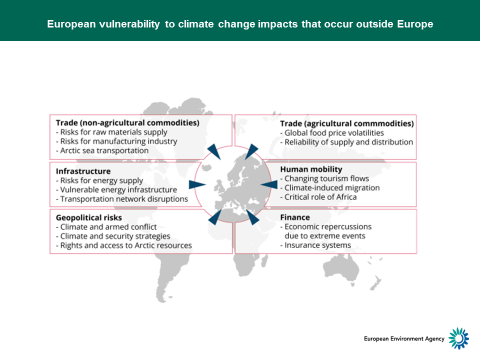 European vulnerability to climate change impacts that occur outside Europe
Trade (non-agricultural commodities)
- Risks for raw materials supply
- Risks for manufacturing industry
- Arctic sea transportation
Trade (agricultural commmodities)
- Global food price volatilities
- Reliability of supply and distribution
Infrastructure
- Risks for energy supply
- Vulnerable energy infrastructure
- Transportation network disruptions
Human mobility
- Changing tourism flows
- Climate-induced migration
- Critical role of Africa
Geopolitical risks
- Climate and armed conflict
- Climate and security strategies
- Rights and access to Arctic resources
Finance
- Economic repercussions
due to extreme events
- Insurance systems
European Environment Agency